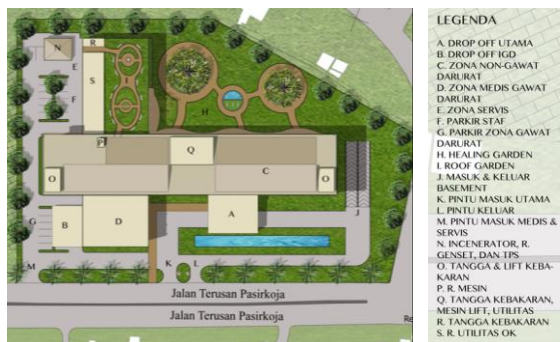 N
R
E
S
I
F
H
P
Q
O
C
O
G
B
D
A
J
M
K
L
Jalan Terusan Pasirkoja
Jalan Terusan Pasirkoja
Re
LEGENDA
A. DROP OFF UTAMA
B. DROP OFF IGD
C. ZONA NON-GAWAT
DARURAT
D. ZONA MEDIS GAWAT
DARURAT
E. ZONA SERVIS
F. PARKIR STAF
G. PARKIR ZONA GAWAT
DARURAT
H. HEALING GARDEN
I. ROOF GARDEN
J. MASUK & KELUAR
BASEMENT
K. PINTU MASUK UTAMA
L. PINTU KELUAR
M. PINTU MASUK MEDIS &
SERVIS
N. INCENERATOR, R.
GENSET, DAN TPS
O. TANGGA & LIFT KEBA-
KARAN
P. R. MESIN
Q. TANGGA KEBAKARAN,
MESIN LIFT, UTILITAS
R. TANGGA KEBAKARAN
S. R. UTILITAS OK